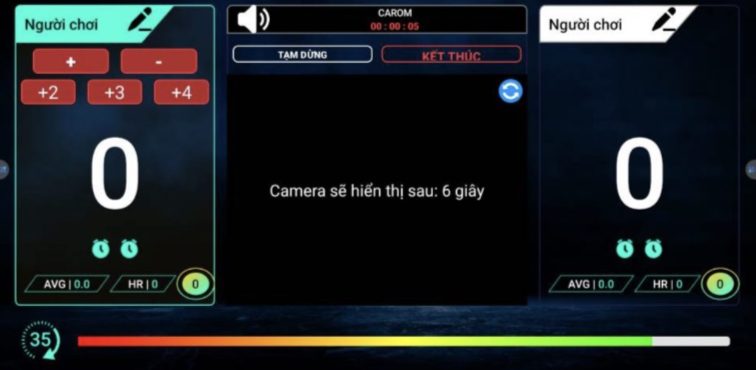 Người chơi
+ -
+2 +3 +4
0
AVG | 0.0 HR | 0 0
CAROM
00 : 00 : 05
TẠM DỪNG KẾT THÚC
Camera sẽ hiển thị sau: 6 giây
Người chơi
0
AVG | 0.0 HR | 0 0
35